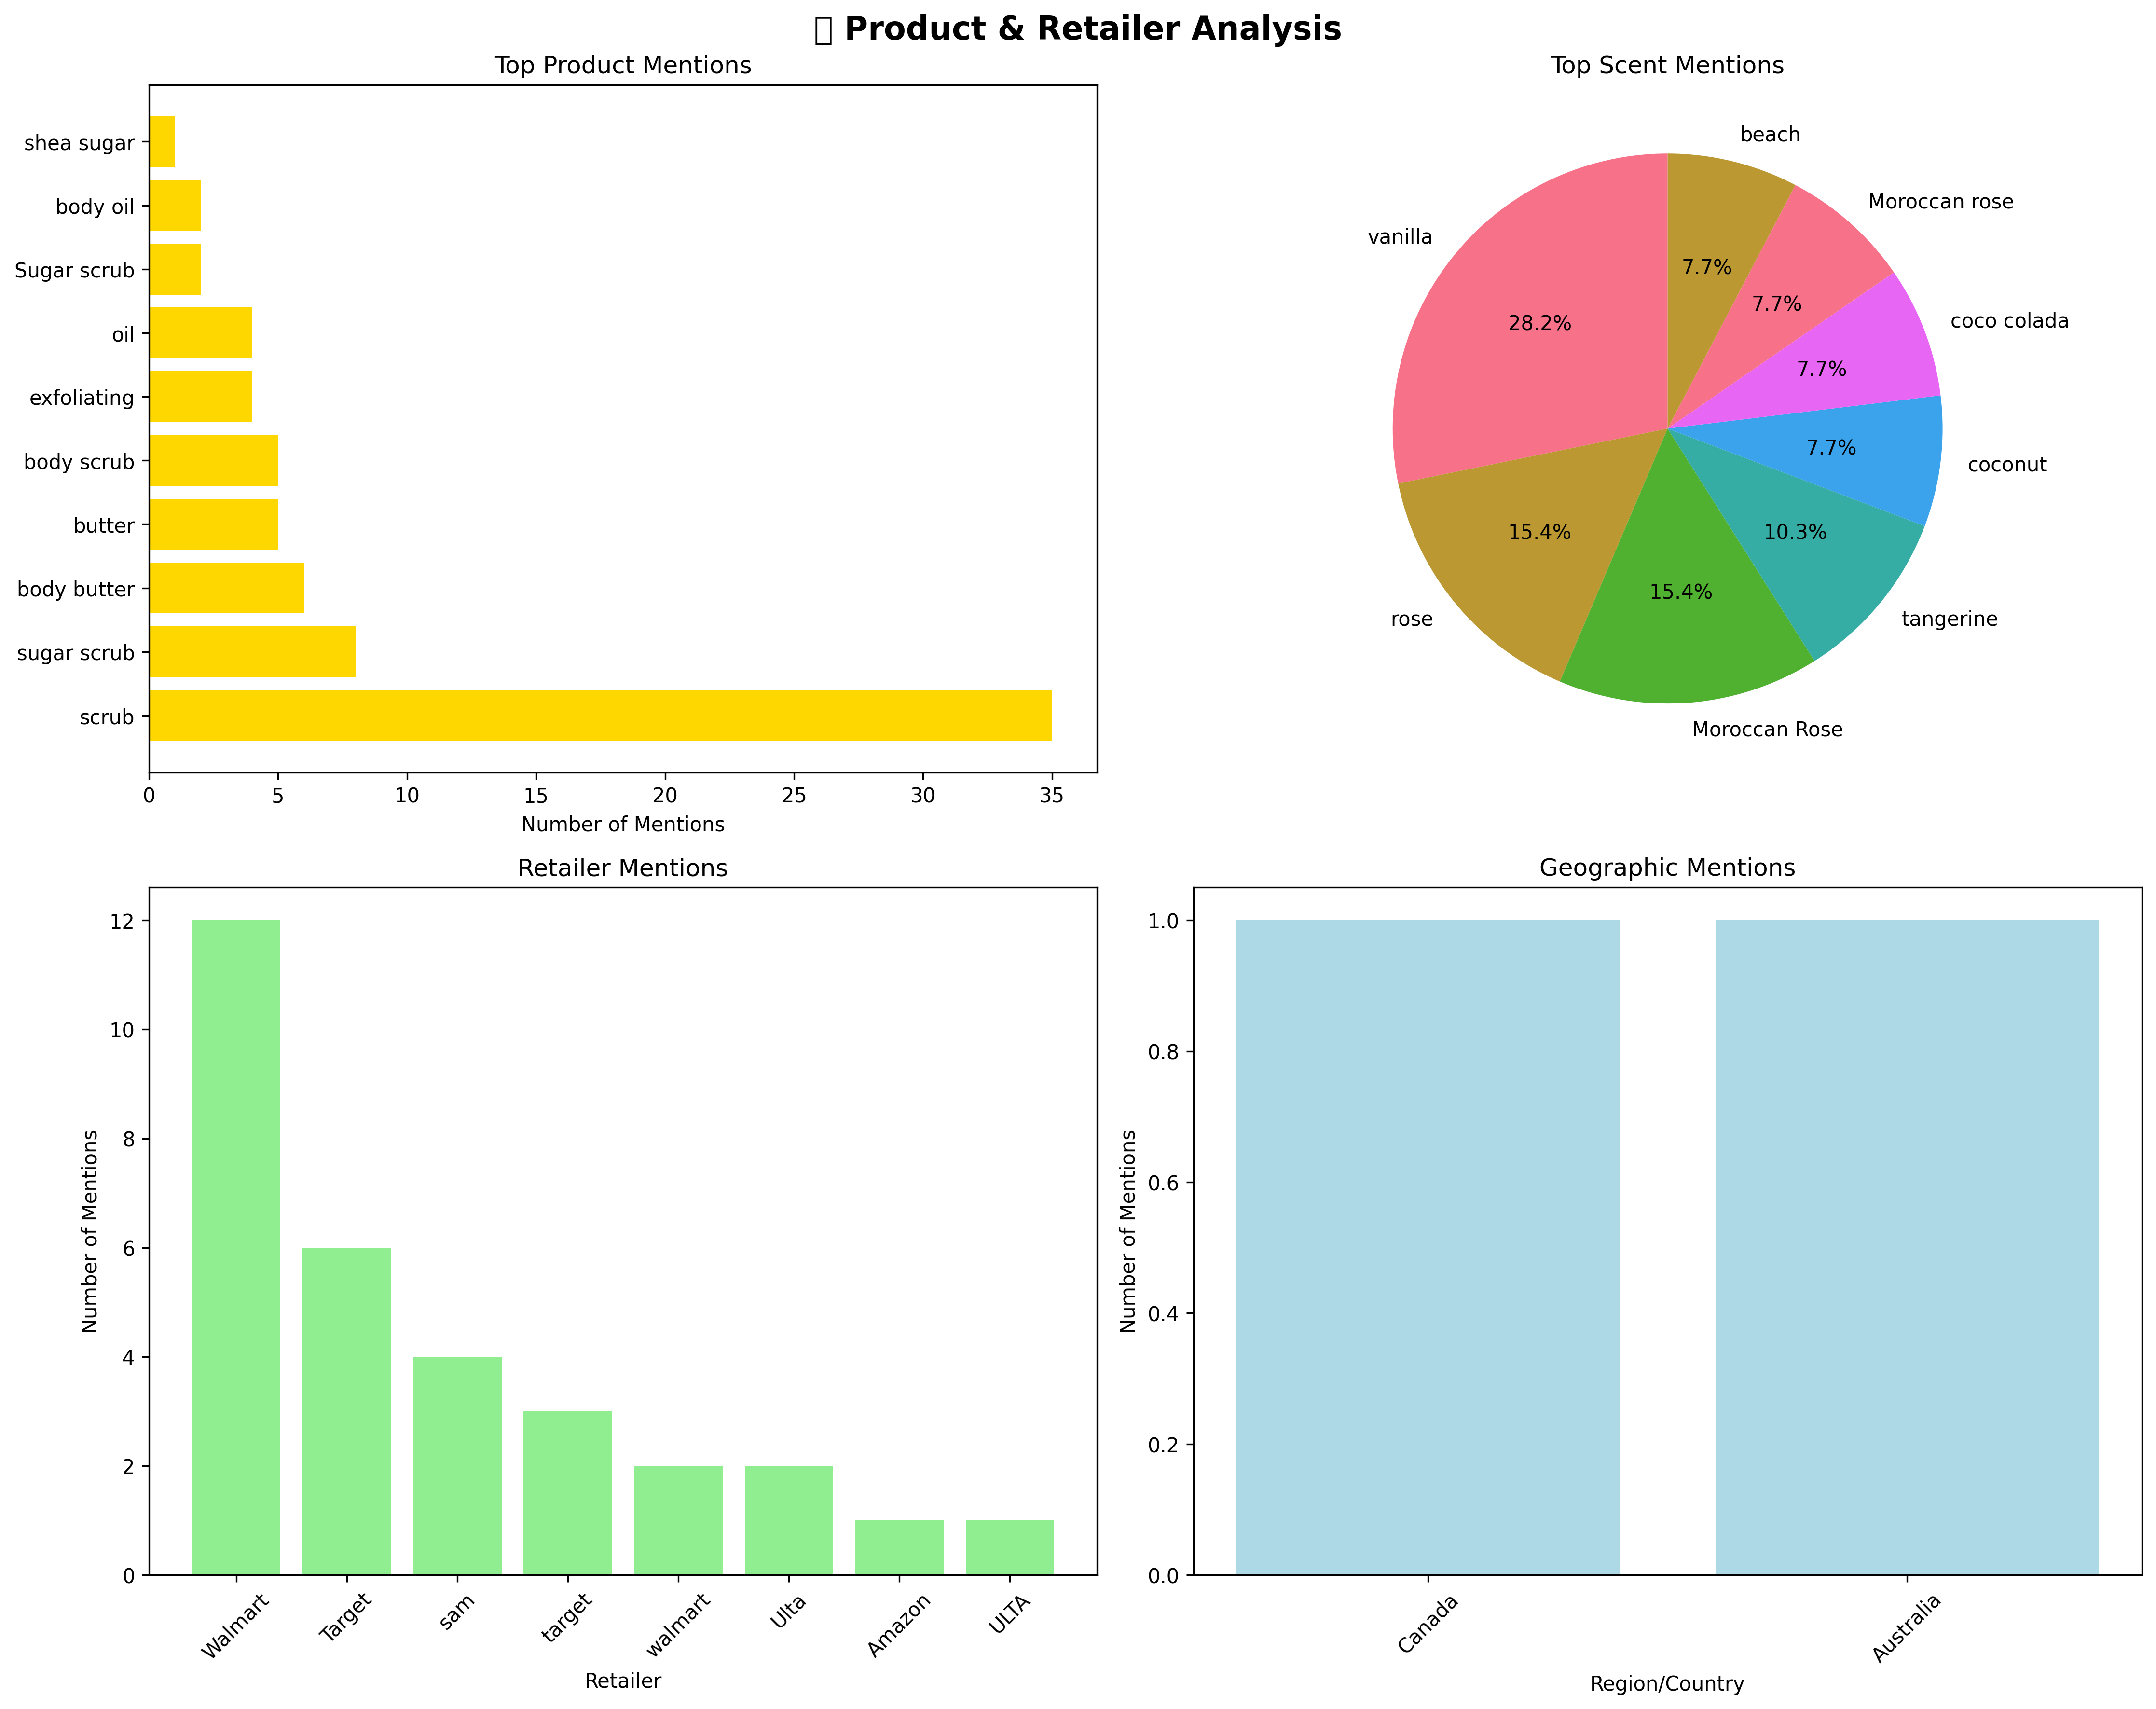 Product & Retailer Analysis
Top Product Mentions
shea sugar
body oil
Sugar scrub
oil
exfoliating
body scrub
butter
body butter
sugar scrub
scrub
0 5 10 15 20 25 30 35
Number of Mentions
Top Scent Mentions
beach
Moroccan rose
vanilla
coco colada
coconut
tangerine
rose
Moroccan Rose
7.7%
7.7%
28.2%
7.7%
7.7%
15.4%
10.3%
15.4%
Retailer Mentions
Number of Mentions
12
10
8
6
4
2
0
Walmart Target sam target walmart Ulta Amazon ULTA
Retailer
Geographic Mentions
Number of Mentions
1.0
0.8
0.6
0.4
0.2
0.0
Canada Australia
Region/Country